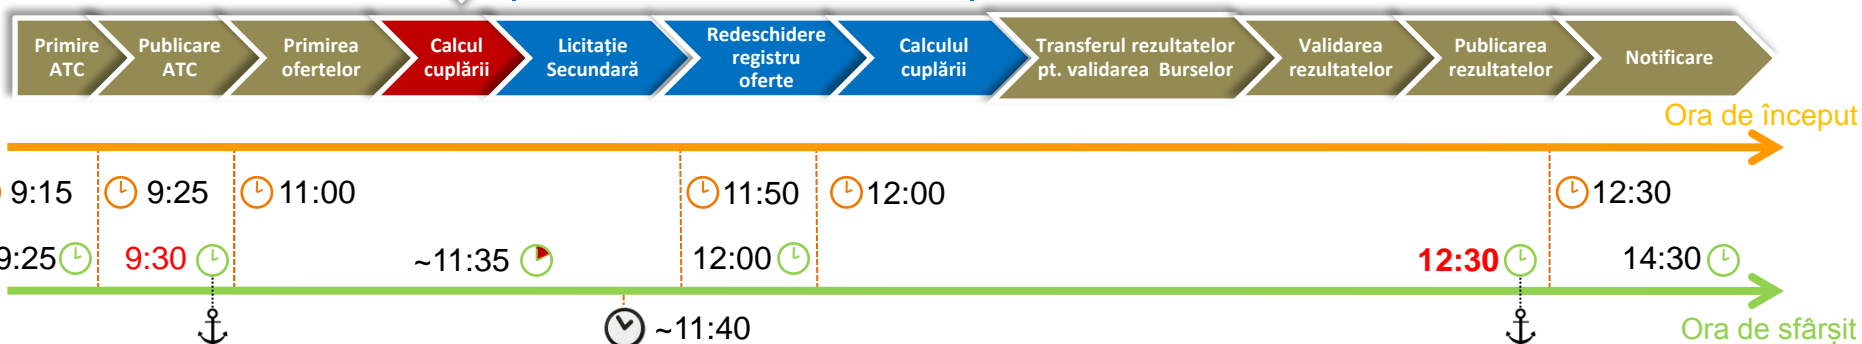 Primire
ATC
Publicare
ATC
Primirea
ofertelor
Calcul
cuplării
Licitație
Secundară
Redeschidere
registru
oferte
Calculul
cuplării
Transferul rezultatelor
pt. validarea Burselor
Validarea
rezultatelor
Publicarea
rezultatelor
Notificare
Ora de început
9:15
9:25
11:00
11:50
12:00
12:30
9:25
9:30
~11:35
12:00
12:30
14:30
~11:40
Ora de sfârșit